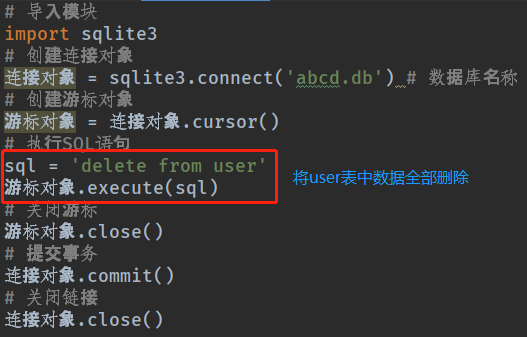 # 导入模块
import sqlite3
# 创建连接对象
连接对象 = sqlite3.connect('abcd.db') # 数据库名称
# 创建游标对象
游标对象 = 连接对象.cursor()
# 执行SQL语句
sql = 'delete from user'
游标对象.execute(sql)
将user表中数据全部删除
# 关闭游标
游标对象.close()
# 提交事务
连接对象.commit()
# 关闭链接
连接对象.close()